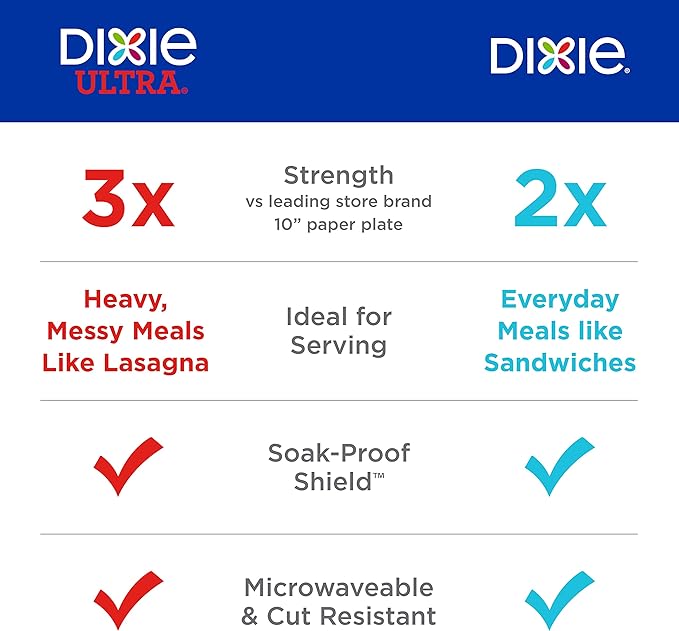 DIXIE
ULTRA®
DIXIE®
3x
Strength
vs leading store brand
10” paper plate
2x
Heavy,
Messy Meals
Like Lasagna
Ideal for
Serving
Everyday
Meals like
Sandwiches
Soak-Proof
Shield™
Microwaveable
& Cut Resistant